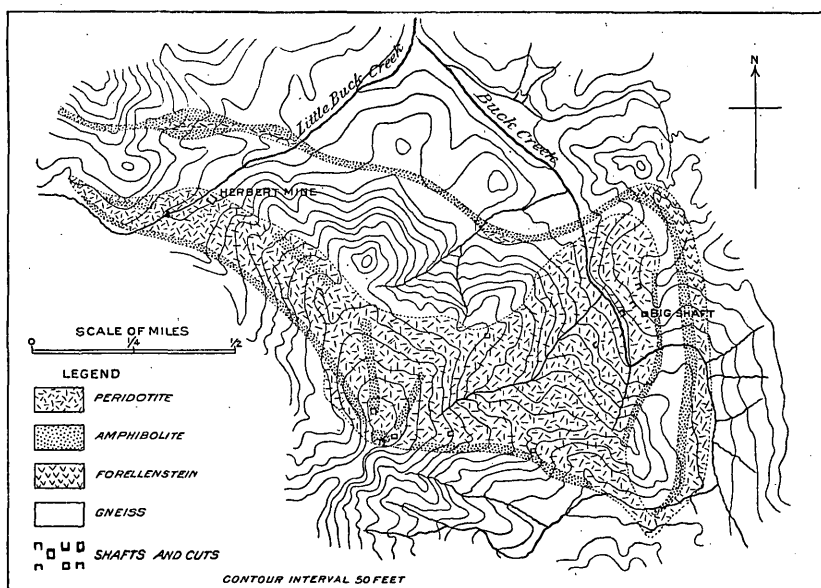 N
Little Buck Creek
Buck Creek
HERBERT MINE
BIG SHAFT
SCALE OF MILES
0 1/4 1/2
LEGEND
PERIDOTITE
AMPHIBOLITE
FORELLENSTEIN
GNEISS
SHAFTS AND CUTS
CONTOUR INTERVAL 50 FEET